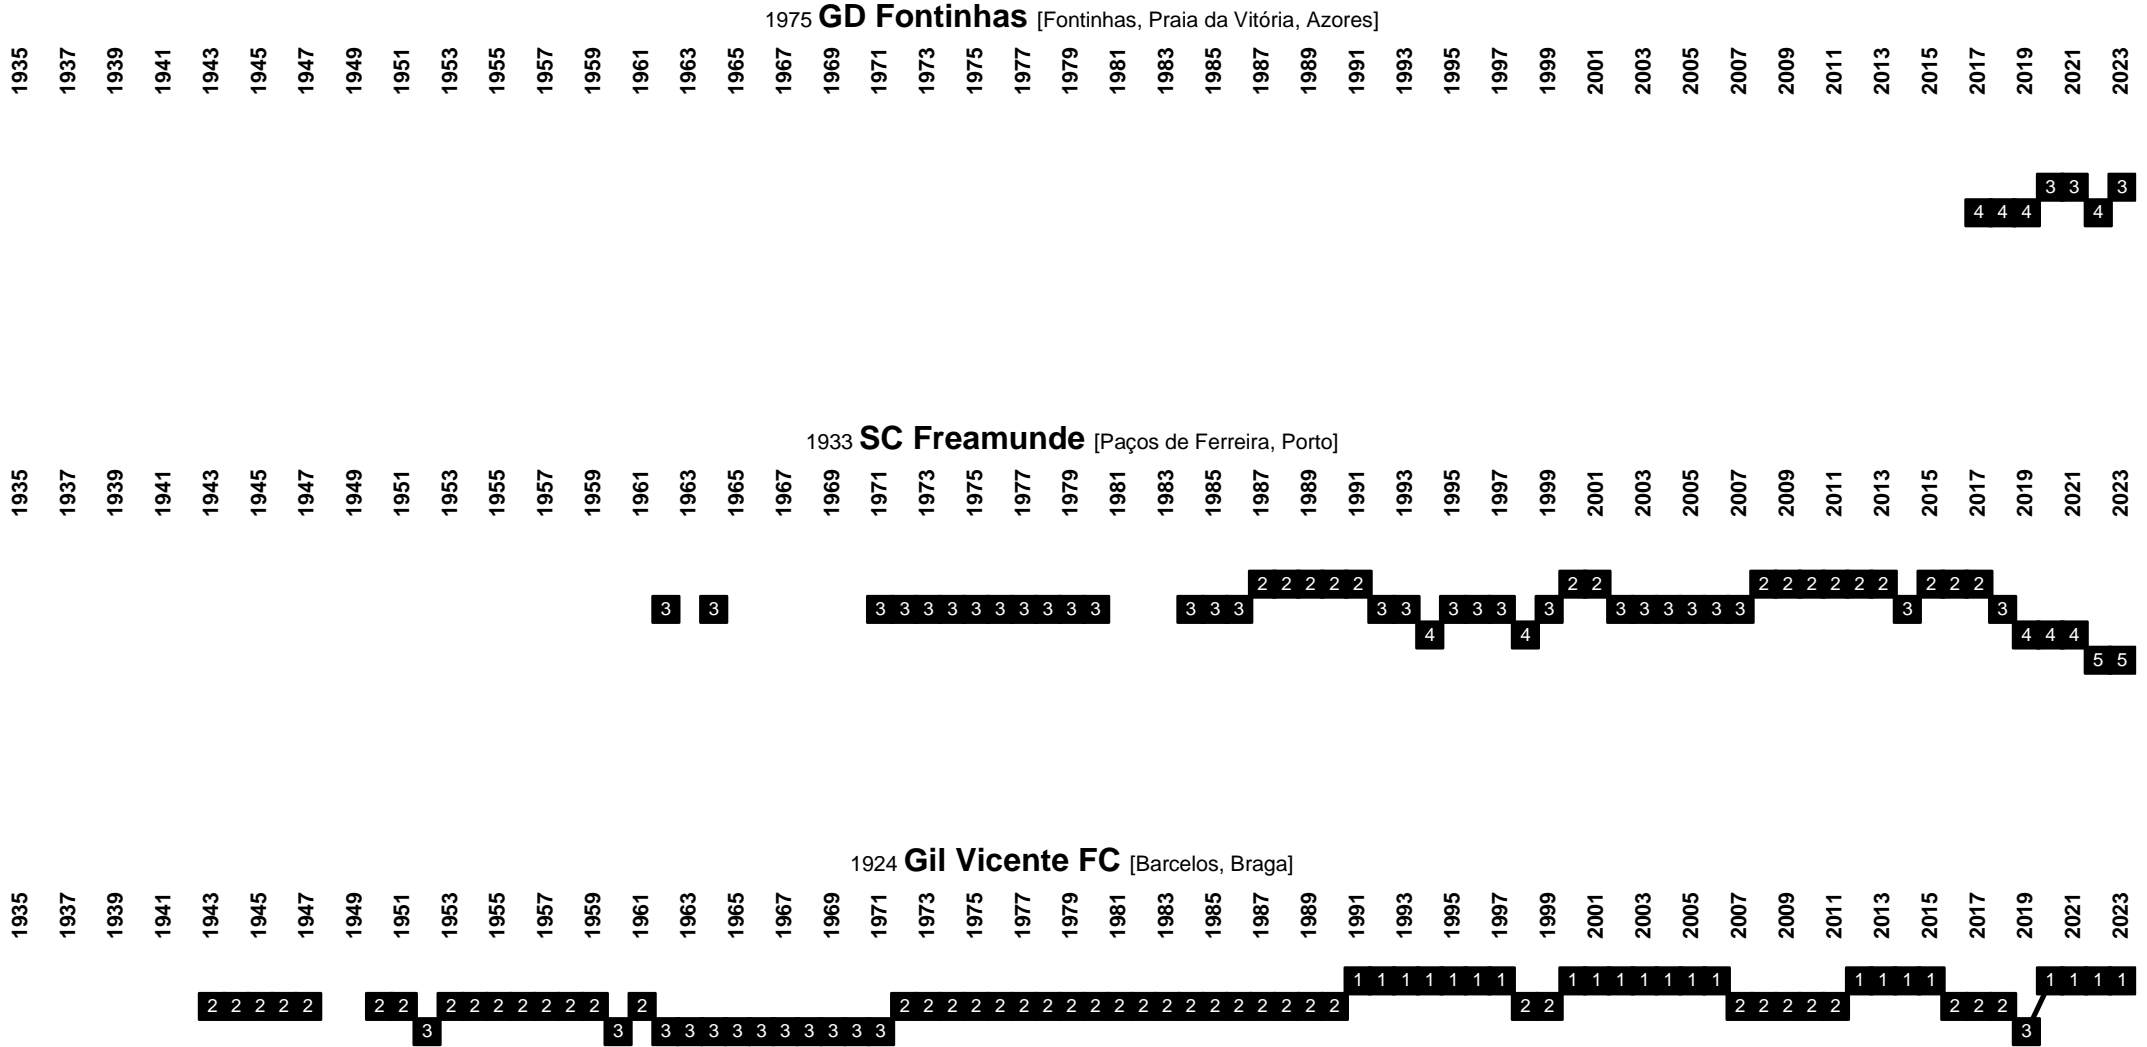 1975 GD Fontinhas [Fontinhas, Praia da Vitória, Azores]
1935 1937 1939 1941 1943 1945 1947 1949 1951 1953 1955 1957 1959 1961 1963 1965 1967 1969 1971 1973 1975 1977 1979 1981 1983 1985 1987 1989 1991 1993 1995 1997 1999 2001 2003 2005 2007 2009 2011 2013 2015 2017 2019 2021 2023
3 3 3
4 4 4 4
1933 SC Freamunde [Paços de Ferreira, Porto]
1935 1937 1939 1941 1943 1945 1947 1949 1951 1953 1955 1957 1959 1961 1963 1965 1967 1969 1971 1973 1975 1977 1979 1981 1983 1985 1987 1989 1991 1993 1995 1997 1999 2001 2003 2005 2007 2009 2011 2013 2015 2017 2019 2021 2023
2 2 2 2 2 2 2 2 2 2 2 2 2 2 2 2
3 3 3 3 3 3 3 3 3 3 3 3 3 3 3 3 3 3 3 3 3 3 3 3 3 3 3 3 3
4 4 4 4 4
5 5
1924 Gil Vicente FC [Barcelos, Braga]
1935 1937 1939 1941 1943 1945 1947 1949 1951 1953 1955 1957 1959 1961 1963 1965 1967 1969 1971 1973 1975 1977 1979 1981 1983 1985 1987 1989 1991 1993 1995 1997 1999 2001 2003 2005 2007 2009 2011 2013 2015 2017 2019 2021 2023
1 1 1 1 1 1 1 1 1 1 1 1 1 1 1 1 1 1 1 1 1 1
2 2 2 2 2 2 2 2 2 2 2 2 2 2 2 2 2 2 2 2 2 2 2 2 2 2 2 2 2 2 2 2 2 2 2 2 2 2 2 2 2 2 2 2
3 3 3 3 3 3 3 3 3 3 3 3 3